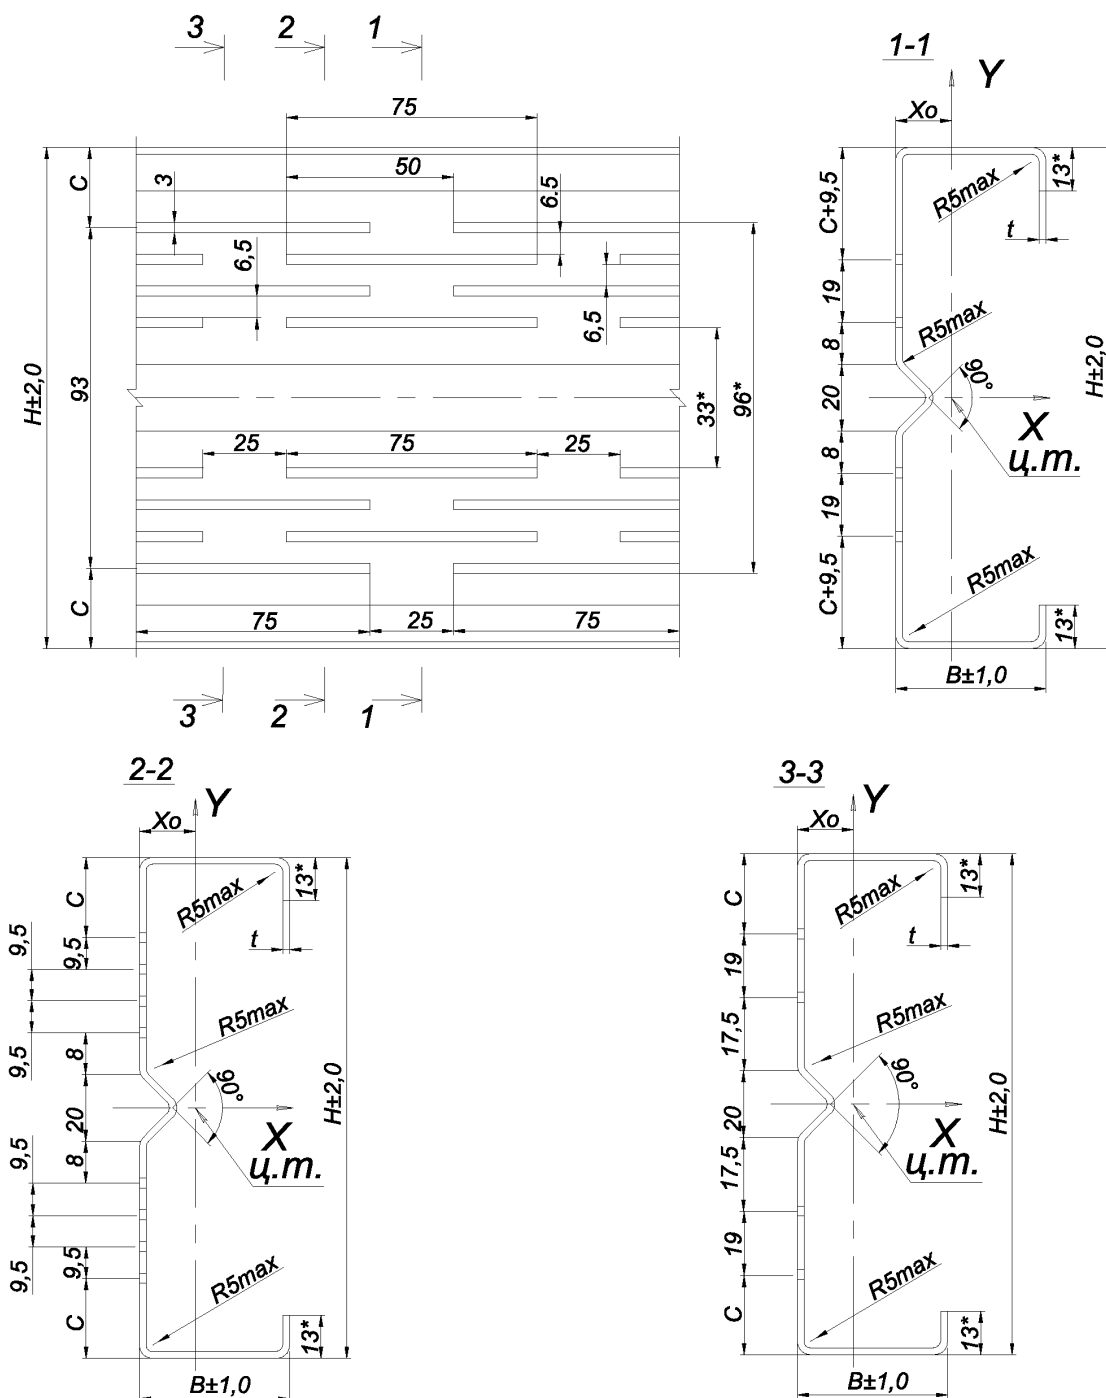 3 2 1
1-1
Y
Xo
75
50
3
6.5
6,5
6,5
C
93
C
H±2,0
33*
96*
25 75 25
75 25 75
3 2 1
13*
R5max
t
C+9,5
19
8
R5max
20
90°
X
ц.т.
8
19
C+9,5
R5max
13*
B±1,0
H±2,0
2-2
Y
Xo
C
13*
R5max
t
9,5
9,5
9,5
R5max
8
90°
20
X
ц.т.
8
9,5
9,5
9,5
R5max
C
13*
B±1,0
H±2,0
3-3
Y
Xo
C
13*
R5max
t
19
R5max
17,5
90°
20
X
ц.т.
17,5
19
R5max
C
13*
B±1,0
H±2,0